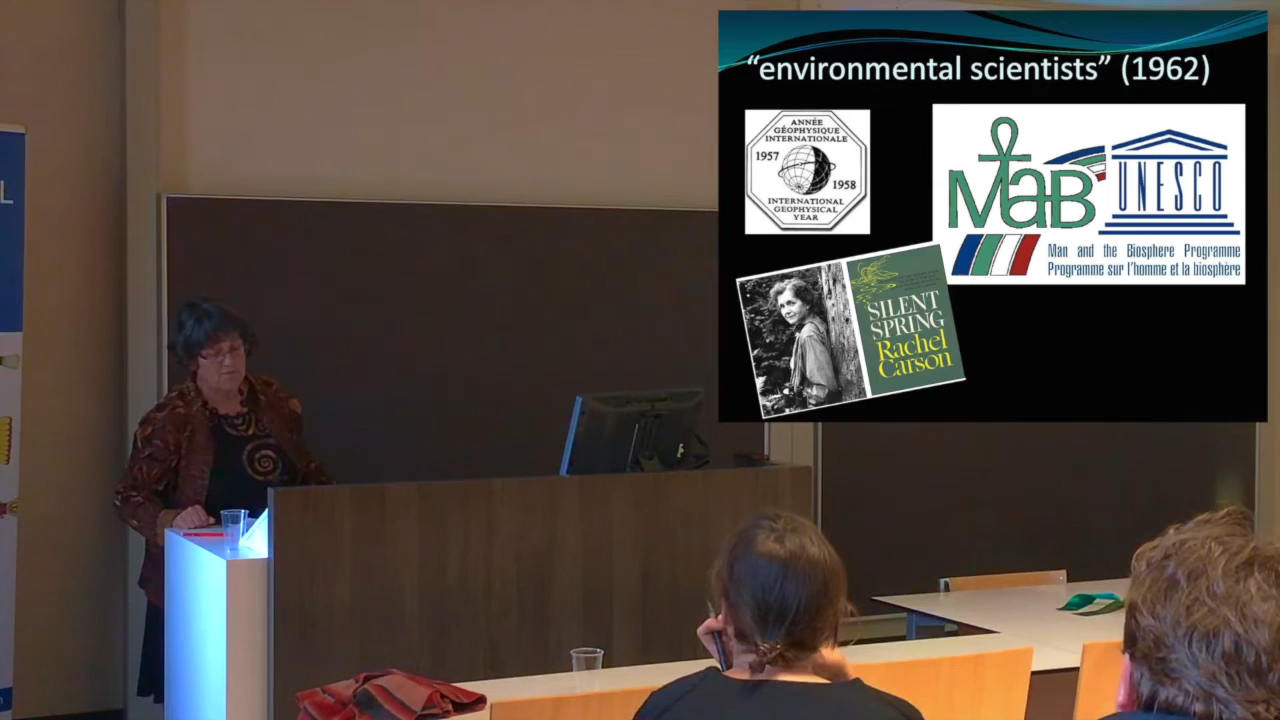 "environmental scientists" (1962)
ANNÉE
GÉOPHYSIQUE
INTERNATIONALE
1957
1958
INTERNATIONAL
GEOPHYSICAL
YEAR
MaB
UNESCO
Man and the Biosphere Programme
Programme sur l'homme et la biosphère
SILENT
SPRING
Rachel
Carson
L